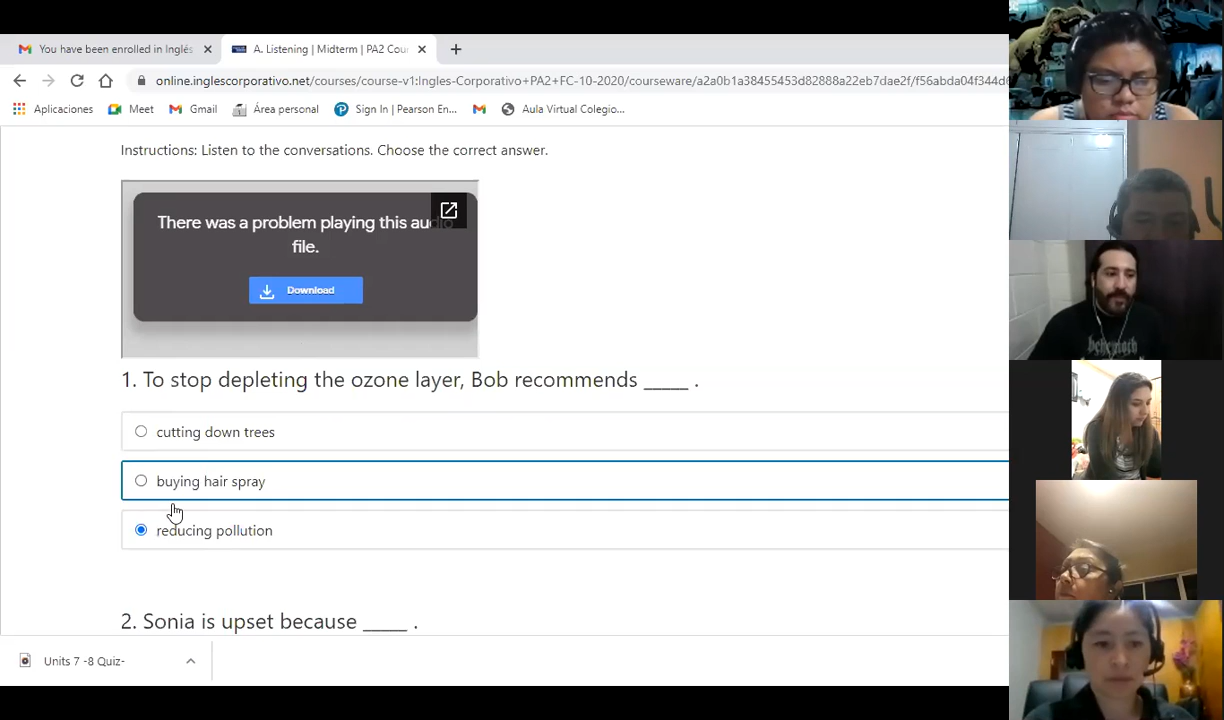 You have been enrolled in Inglés
A. Listening | Midterm | PA2 Cour
online.inglescorporativo.net/courses/course-v1:Ingles-Corporativo+PA2+FC-10-2020/courseware/a2a0b1a38455453d82888a22eb7dae2f/f56abda04f344d0
Aplicaciones Meet Gmail Área personal Sign In | Pearson En... Aula Virtual Colegio...
Instructions: Listen to the conversations. Choose the correct answer.
There was a problem playing this audio
file.
Download
1. To stop depleting the ozone layer, Bob recommends _____ .
cutting down trees
buying hair spray
reducing pollution
2. Sonia is upset because _____ .
Units 7 -8 Quiz-
behemoth